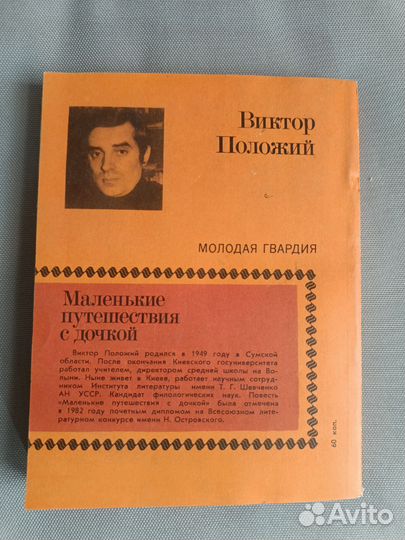 Виктор
Положий
МОЛОДАЯ ГВАРДИЯ
Маленькие
путешествия
с дочкой
Виктор Положий родился в 1949 году в Сумской
области. После окончания Киевского госуниверситета
работал учителем, директором средней школы на Во-
лыни. Ныне живет в Киеве, работает научным сотруд-
ником Института литературы имени Т. Г. Шевченко
АН УССР. Кандидат филологических наук. Повесть
«Маленькие путешествия с дочкой» была отмечена
в 1982 году почетным дипломом на Всесоюзном лите-
ратурном конкурсе имени Н. Островского.
60 коп.
Avito